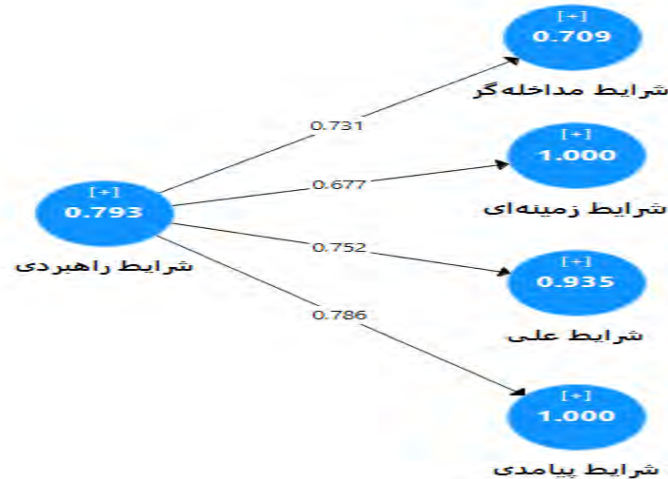 [+]
0.709
شرایط مداخله‌گر
0.731
[+]
1.000
شرایط زمینه‌ای
0.677
[+]
0.793
شرایط راهبردی
0.752
[+]
0.935
شرایط علی
0.786
[+]
1.000
شرایط پیامدی